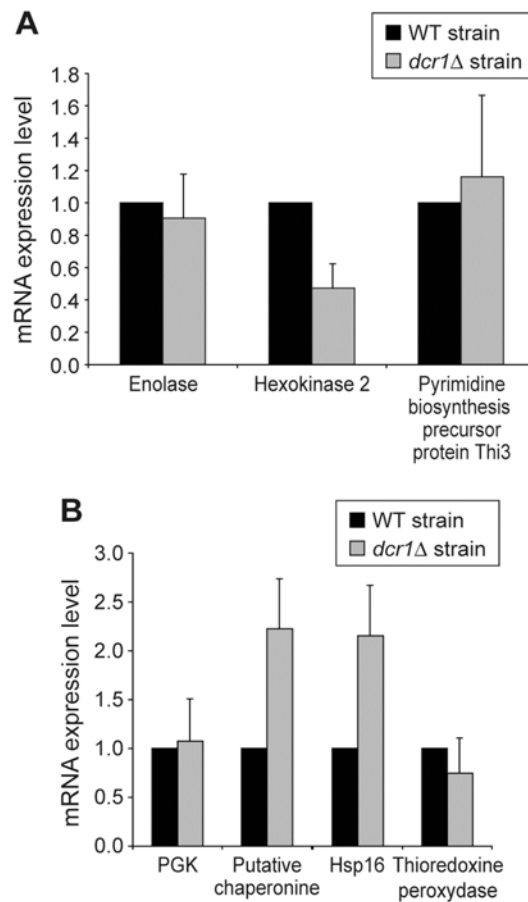 A
WT strain
dcr1Δ strain
mRNA expression level
1.8
1.6
1.4
1.2
1.0
0.8
0.6
0.4
0.2
0.0
Enolase
Hexokinase 2
Pyrimidine
biosynthesis
precursor
protein Thi3
B
WT strain
dcr1Δ strain
mRNA expression level
3.0
2.5
2.0
1.5
1.0
0.5
0.0
PGK
Putative
chaperonine
Hsp16
Thioredoxine
peroxydase